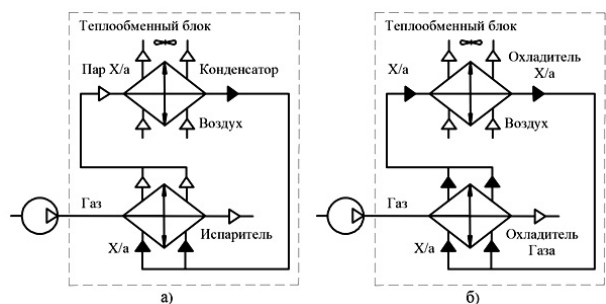 Теплообменный блок
Пар Х/а
Конденсатор
Воздух
Газ
Испаритель
Х/а
а)
Теплообменный блок
Х/а
Охладитель
Х/а
Воздух
Газ
Х/а
Охладитель
Газа
б)